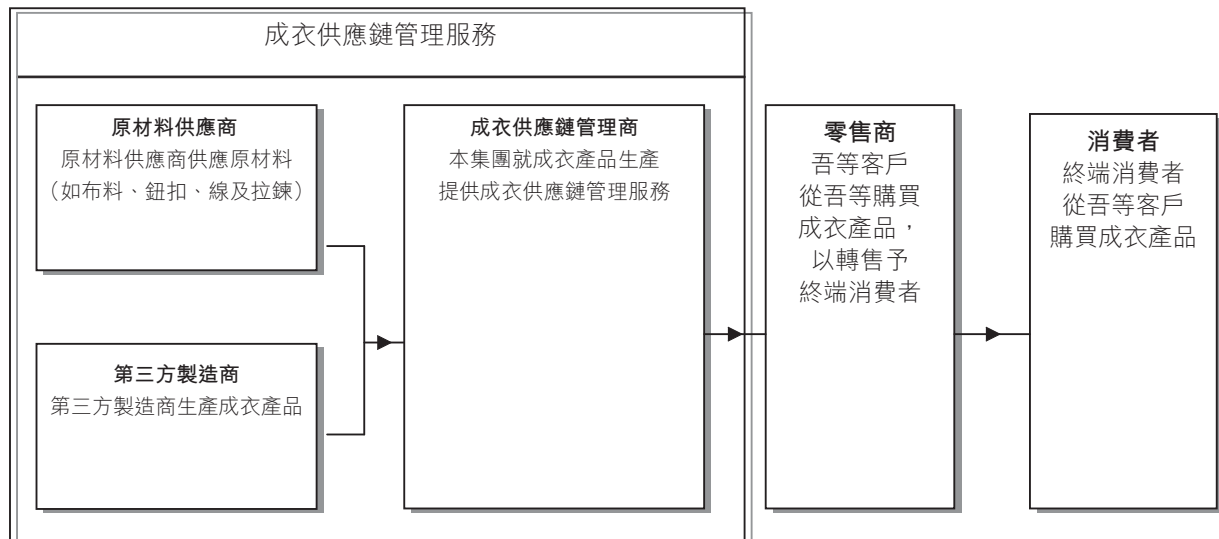 成衣供應鏈管理服務
原材料供應商
原材料供應商供應原材料
（如布料、鈕扣、線及拉鍊）
第三方製造商
第三方製造商生產成衣產品
成衣供應鏈管理商
本集團就成衣產品生產
提供成衣供應鏈管理服務
零售商
吾等客戶
從吾等購買
成衣產品，
以轉售予
終端消費者
消費者
終端消費者
從吾等客戶
購買成衣產品